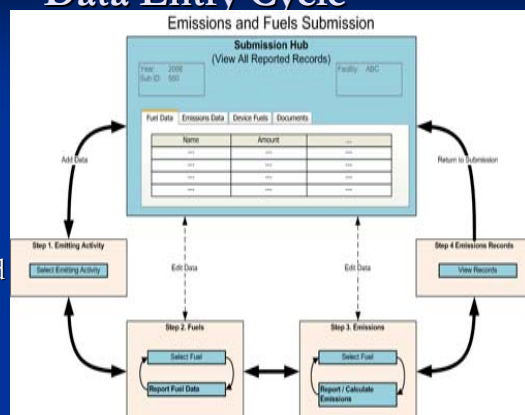 Data Entry Cycle
Emissions and Fuels Submission
Submission Hub
(View All Reported Records)
Year: 2008
Sub ID: 560
Facility: ABC
Fuel Data Emissions Data Device Fuels Documents
Name Amount ...
... ... ...
... ... ...
... ... ...
... ... ...
Add Data
Return to Submission
Step 1. Emitting Activity
Select Emitting Activity
Edit Data
Edit Data
Step 4 Emissions Records
View Records
Step 2. Fuels
Select Fuel
Report Fuel Data
Step 3. Emissions
Select Fuel
Report / Calculate
Emissions